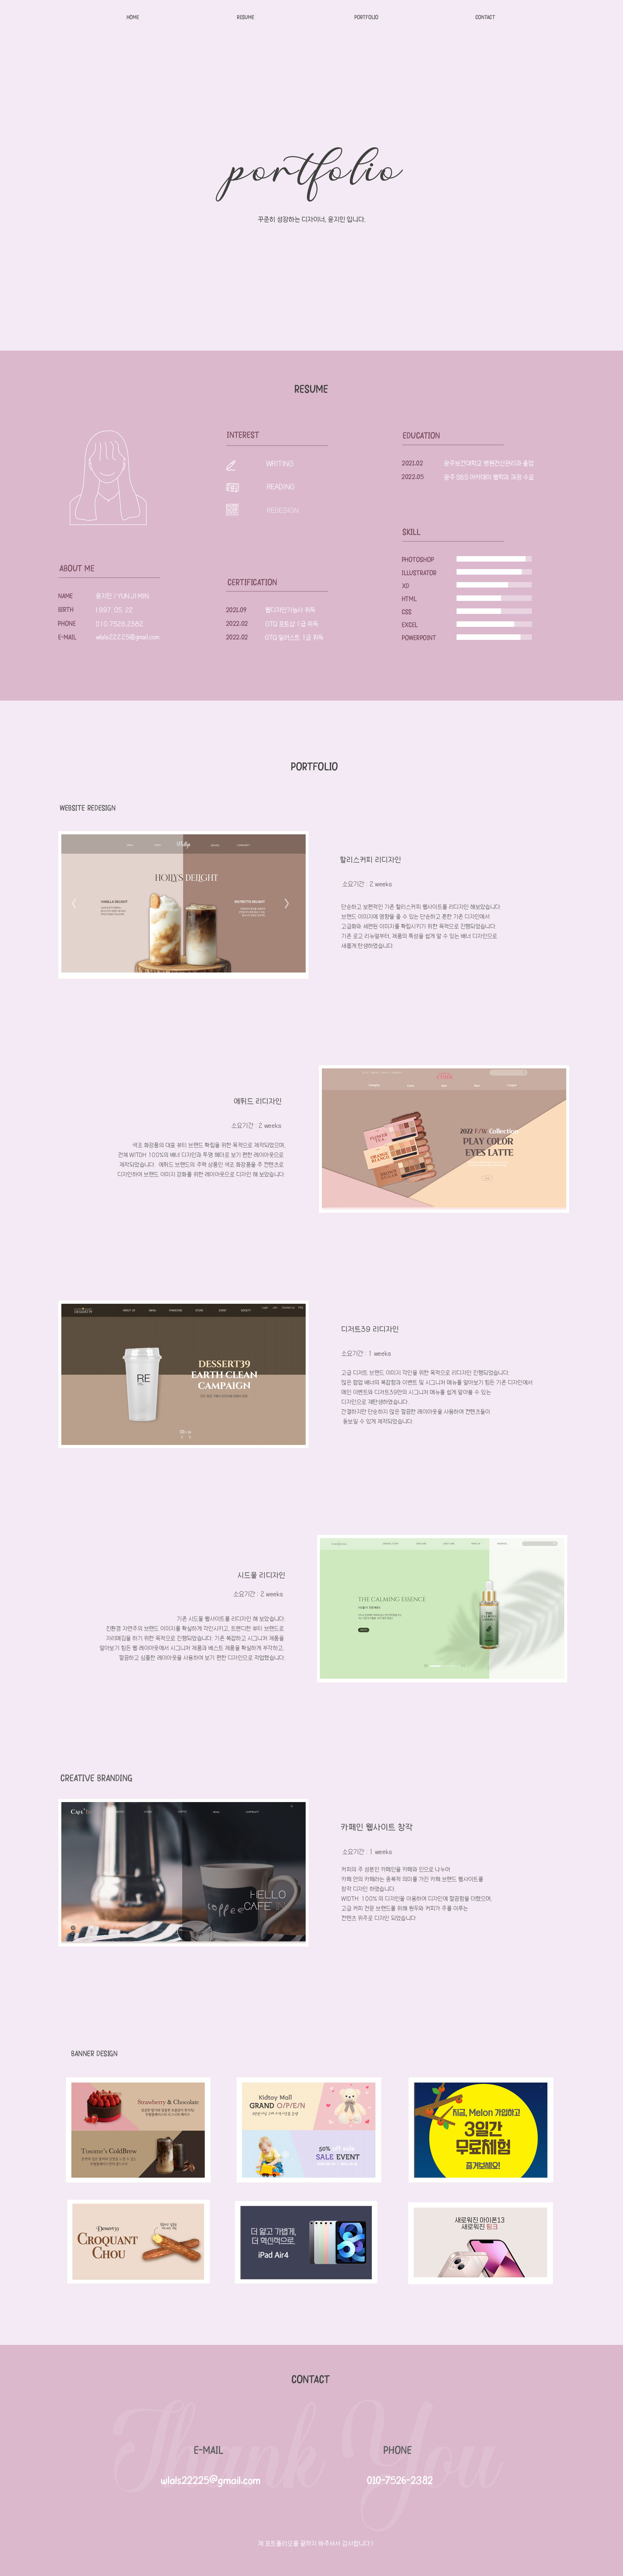 HOME RESUME PORTFOLIO CONTACT
portfolio
꾸준히 성장하는 디자이너, 윤지민 입니다.
RESUME
INTEREST
WRITING
READING
REDESIGN
EDUCATION
2021.02
2022.05
SKILL
PHOTOSHOP
ILLUSTRATOR
XD
HTML
CSS
EXCEL
POWERPOINT
ABOUT ME
NAME 윤지민 / YUN JI MIN
BIRTH 1997. 05. 22
PHONE 010.7526.2382
E-MAIL wlals22225@gmail.com
CERTIFICATION
2021.09 웹디자인기능사 취득
2022.02 GTQ 포토샵 1급 취득
2022.02 GTQ 일러스트 1급 취득
PORTFOLIO
WEBSITE REDESIGN
HOLLYS DELIGHT
VANILLA DELIGHT
RISTRETTO DELIGHT
할리스커피 리디자인
소요기간 : 2 weeks
단순하고 보편적인 기존 할리스커피 웹사이트를 리디자인 해보았습니다.
브랜드 이미지에 영향을 줄 수 있는 단순하고 흔한 기존 디자인에서
고급화와 세련된 이미지를 확립시키기 위한 목적으로 진행되었습니다.
기존 로고 리뉴얼부터, 제품의 특성을 쉽게 알 수 있는 배너 디자인으로
새롭게 탄생하였습니다.
에뛰드 리디자인
소요기간 : 2 weeks
색조 화장품의 대표 뷰티 브랜드 확립을 위한 목적으로 제작되었으며,
전체 WITDH 100%의 배너 디자인과 투명 헤더로 보기 편한 레이아웃으로
제작되었습니다. 에뛰드 브랜드의 주력 상품인 색조 화장품을 주 컨텐츠로
디자인하여 브랜드 이미지 강화를 위한 레이아웃으로 디자인 해 보았습니다.
2022 F/W Collection
PLAY COLOR
EYES LATTE
DESSERT39
EARTH CLEAN
CAMPAIGN
RE
디저트39 리디자인
소요기간 : 1 weeks
고급 디저트 브랜드 이미지 각인을 위한 목적으로 리디자인 진행되었습니다.
많은 팝업 배너의 복잡함과 이벤트 및 시그니처 메뉴를 알아보기 힘든 기존 디자인에서
메인 이벤트와 디저트39만의 시그니처 메뉴를 쉽게 알아볼 수 있는
디자인으로 재탄생하였습니다.
간결하지만 단순하지 않은 깔끔한 레이아웃을 사용하여 컨텐츠들이
돋보일 수 있게 제작되었습니다.
시드물 리디자인
소요기간 : 2 weeks
기존 시드물 웹사이트를 리디자인 해 보았습니다.
친환경 자연주의 브랜드 이미지를 확실하게 각인시키고, 트렌디한 뷰티 브랜드로
자리매김을 하기 위한 목적으로 진행되었습니다. 기존 복잡하고 시그니처 제품을
알아보기 힘든 웹 레이아웃에서 시그니처 제품과 베스트 제품을 확실하게 부각하고,
깔끔하고 심플한 레이아웃을 사용하여 보기 편한 디자인으로 작업했습니다.
THE CALMING ESSENCE
CREATIVE BRANDING
HELLO
CAFE
카페인 웹사이트 창작
소요기간 : 1 weeks
커피의 주 성분인 카페인을 카페와 인으로 나누어
카페 안의 카페라는 중복적 의미를 가진 카페 브랜드 웹사이트를
창작 디자인 하였습니다.
WIDTH 100% 의 디자인을 이용하여 디자인에 깔끔함을 더했으며,
고급 커피 전문 브랜드를 위해 원두와 커피가 주를 이루는
컨텐츠 위주로 디자인 되었습니다.
BANNER DESIGN
Strawberry & Chocolate
Tosome's ColdBrew
Kidtoy Mall
GRAND O/P/E/N
50% off sale
SALE EVENT
지금, Melon 가입하고
3일간
무료체험
즐겨보세요!
Dessert39
CROQUANT
CHOU
더 얇고 가볍게,
더 혁신적으로.
iPad Air4
새로워진 아이폰13
새로워진 핑크
CONTACT
Thank You
E-MAIL PHONE
wlals22225@gmail.com 010-7526-2382
제 포트폴리오를 끝까지 봐주셔서 감사합니다!